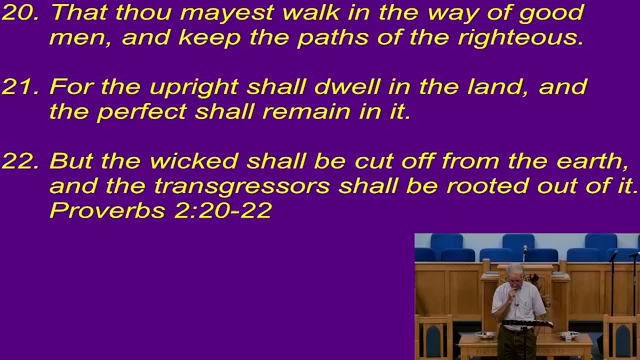 20. That thou mayest walk in the way of good
men, and keep the paths of the righteous.
21. For the upright shall dwell in the land, and
the perfect shall remain in it.
22. But the wicked shall be cut off from the earth,
and the transgressors shall be rooted out of it.
Proverbs 2:20-22